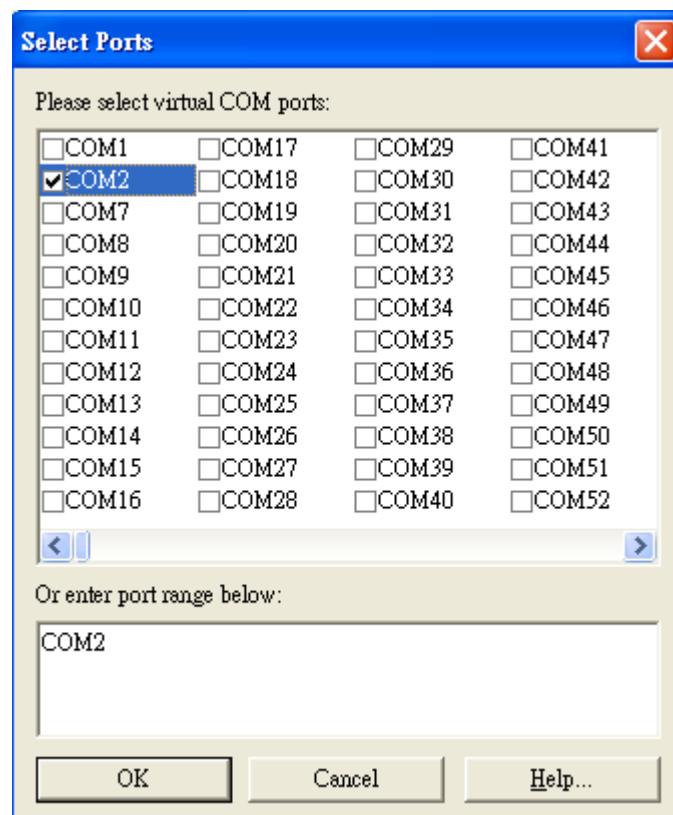 Select Ports
Please select virtual COM ports:
COM1 COM17 COM29 COM41
COM2 COM18 COM30 COM42
COM7 COM19 COM31 COM43
COM8 COM20 COM32 COM44
COM9 COM21 COM33 COM45
COM10 COM22 COM34 COM46
COM11 COM23 COM35 COM47
COM12 COM24 COM36 COM48
COM13 COM25 COM37 COM49
COM14 COM26 COM38 COM50
COM15 COM27 COM39 COM51
COM16 COM28 COM40 COM52
Or enter port range below:
COM2
OK Cancel Help...